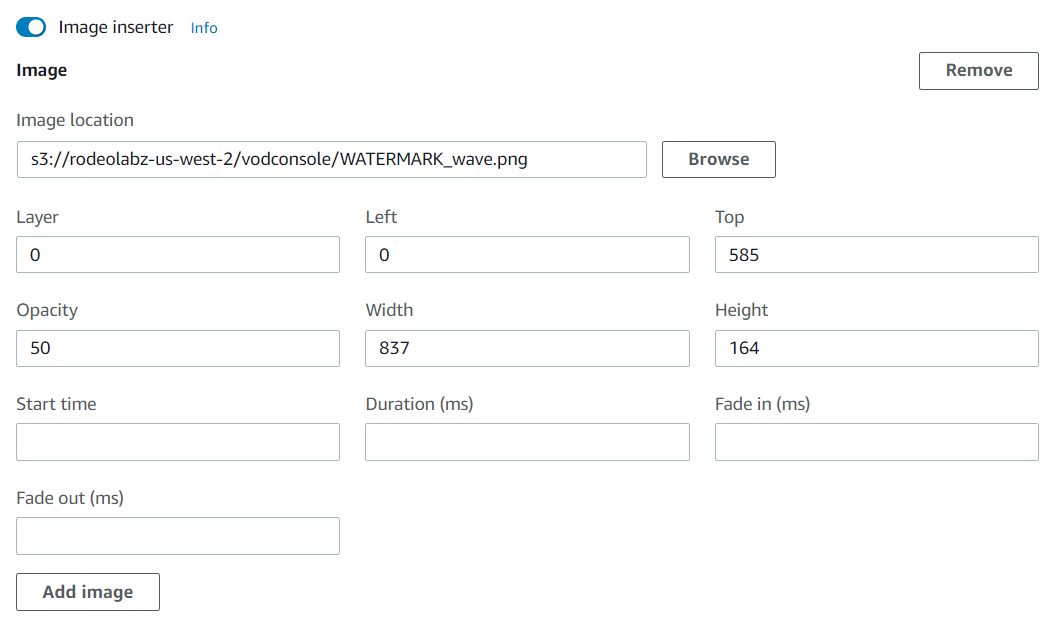 Image inserter Info
Image
Remove
Image location
s3://rodeolabz-us-west-2/vodconsole/WATERMARK_wave.png
Browse
Layer Left Top
0 0 585
Opacity Width Height
50 837 164
Start time Duration (ms) Fade in (ms)
Fade out (ms)
Add image